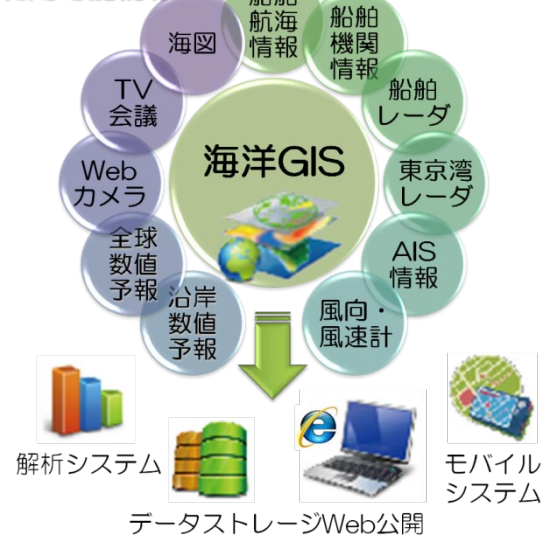 船舶
航海
情報
船舶
機関
情報
船舶
レーダ
東京湾
レーダ
AIS
情報
風向・
風速計
沿岸
数値
予報
全球
数値
予報
Web
カメラ
TV
会議
海図
海洋GIS
解析システム
データストレージWeb公開
モバイル
システム